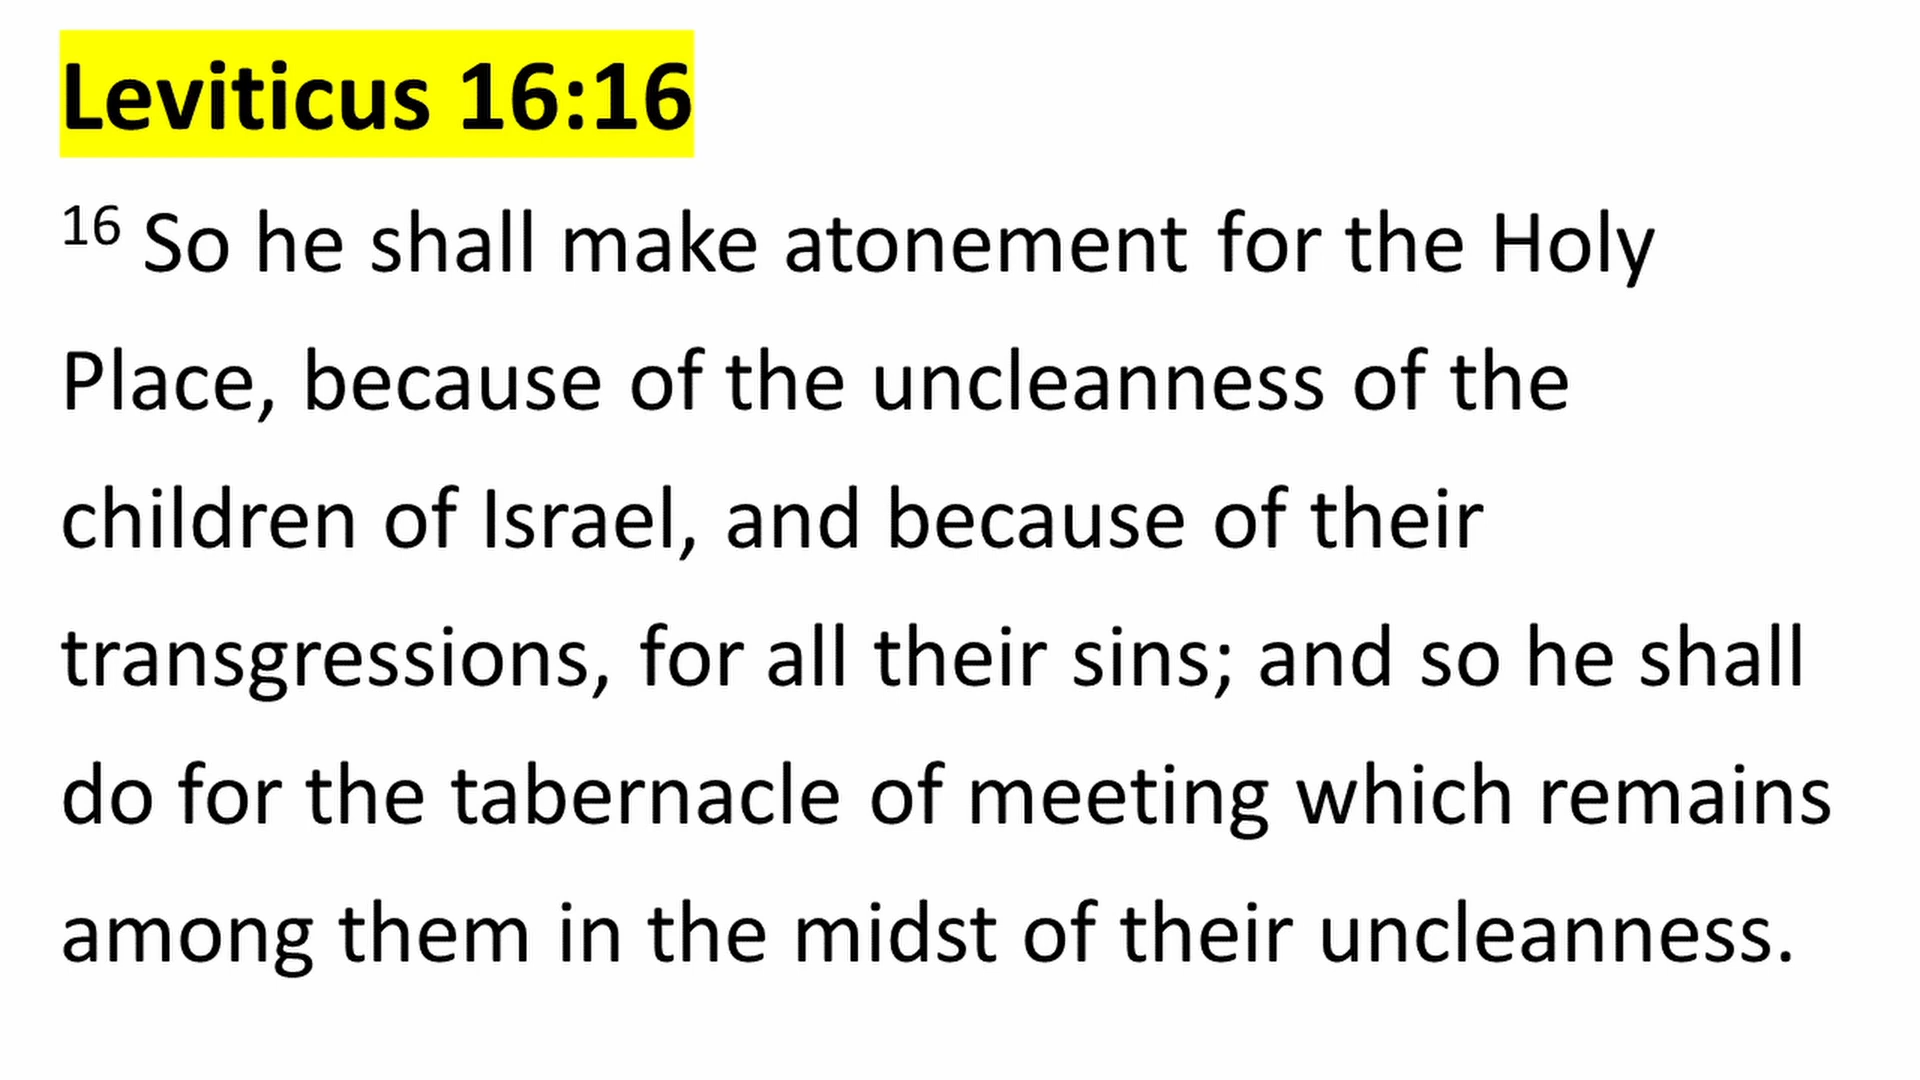 Leviticus 16:16
16 So he shall make atonement for the Holy
Place, because of the uncleanness of the
children of Israel, and because of their
transgressions, for all their sins; and so he shall
do for the tabernacle of meeting which remains
among them in the midst of their uncleanness.